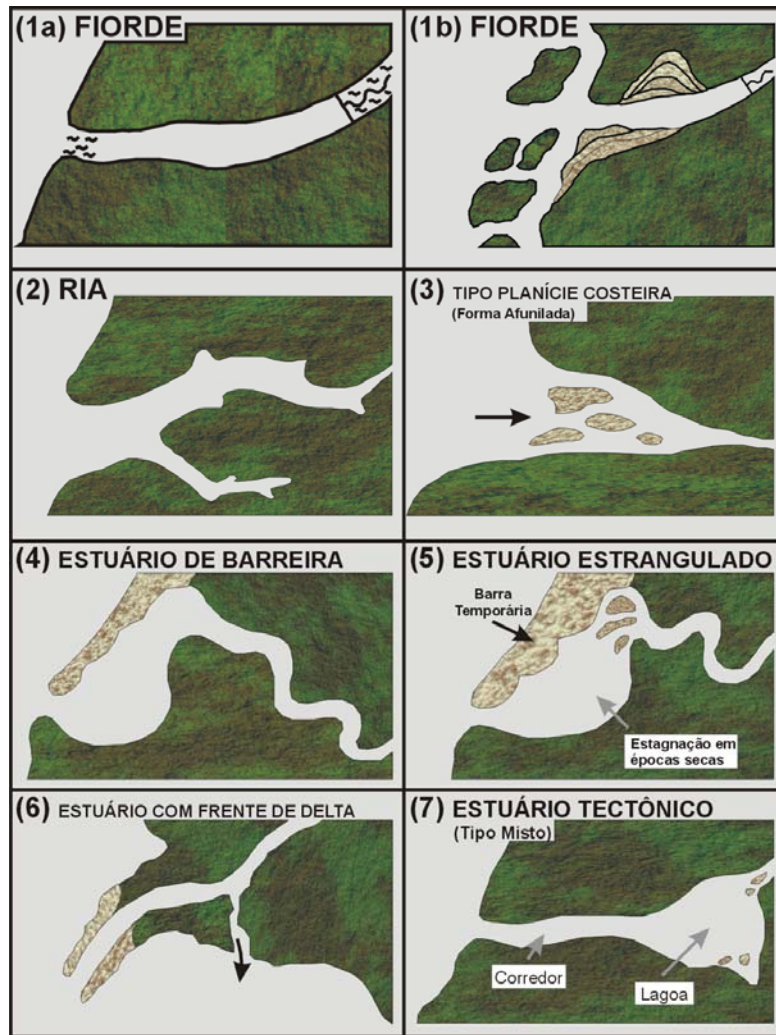 (1a) FIORDE
(1b) FIORDE
(2) RIA
(3) TIPO PLANÍCIE COSTEIRA
(Forma Afunilada)
(4) ESTUÁRIO DE BARREIRA
(5) ESTUÁRIO ESTRANGULADO
Barra
Temporária
Estagnação em
épocas secas
(6) ESTUÁRIO COM FRENTE DE DELTA
(7) ESTUÁRIO TECTÔNICO
(Tipo Misto)
Corredor
Lagoa